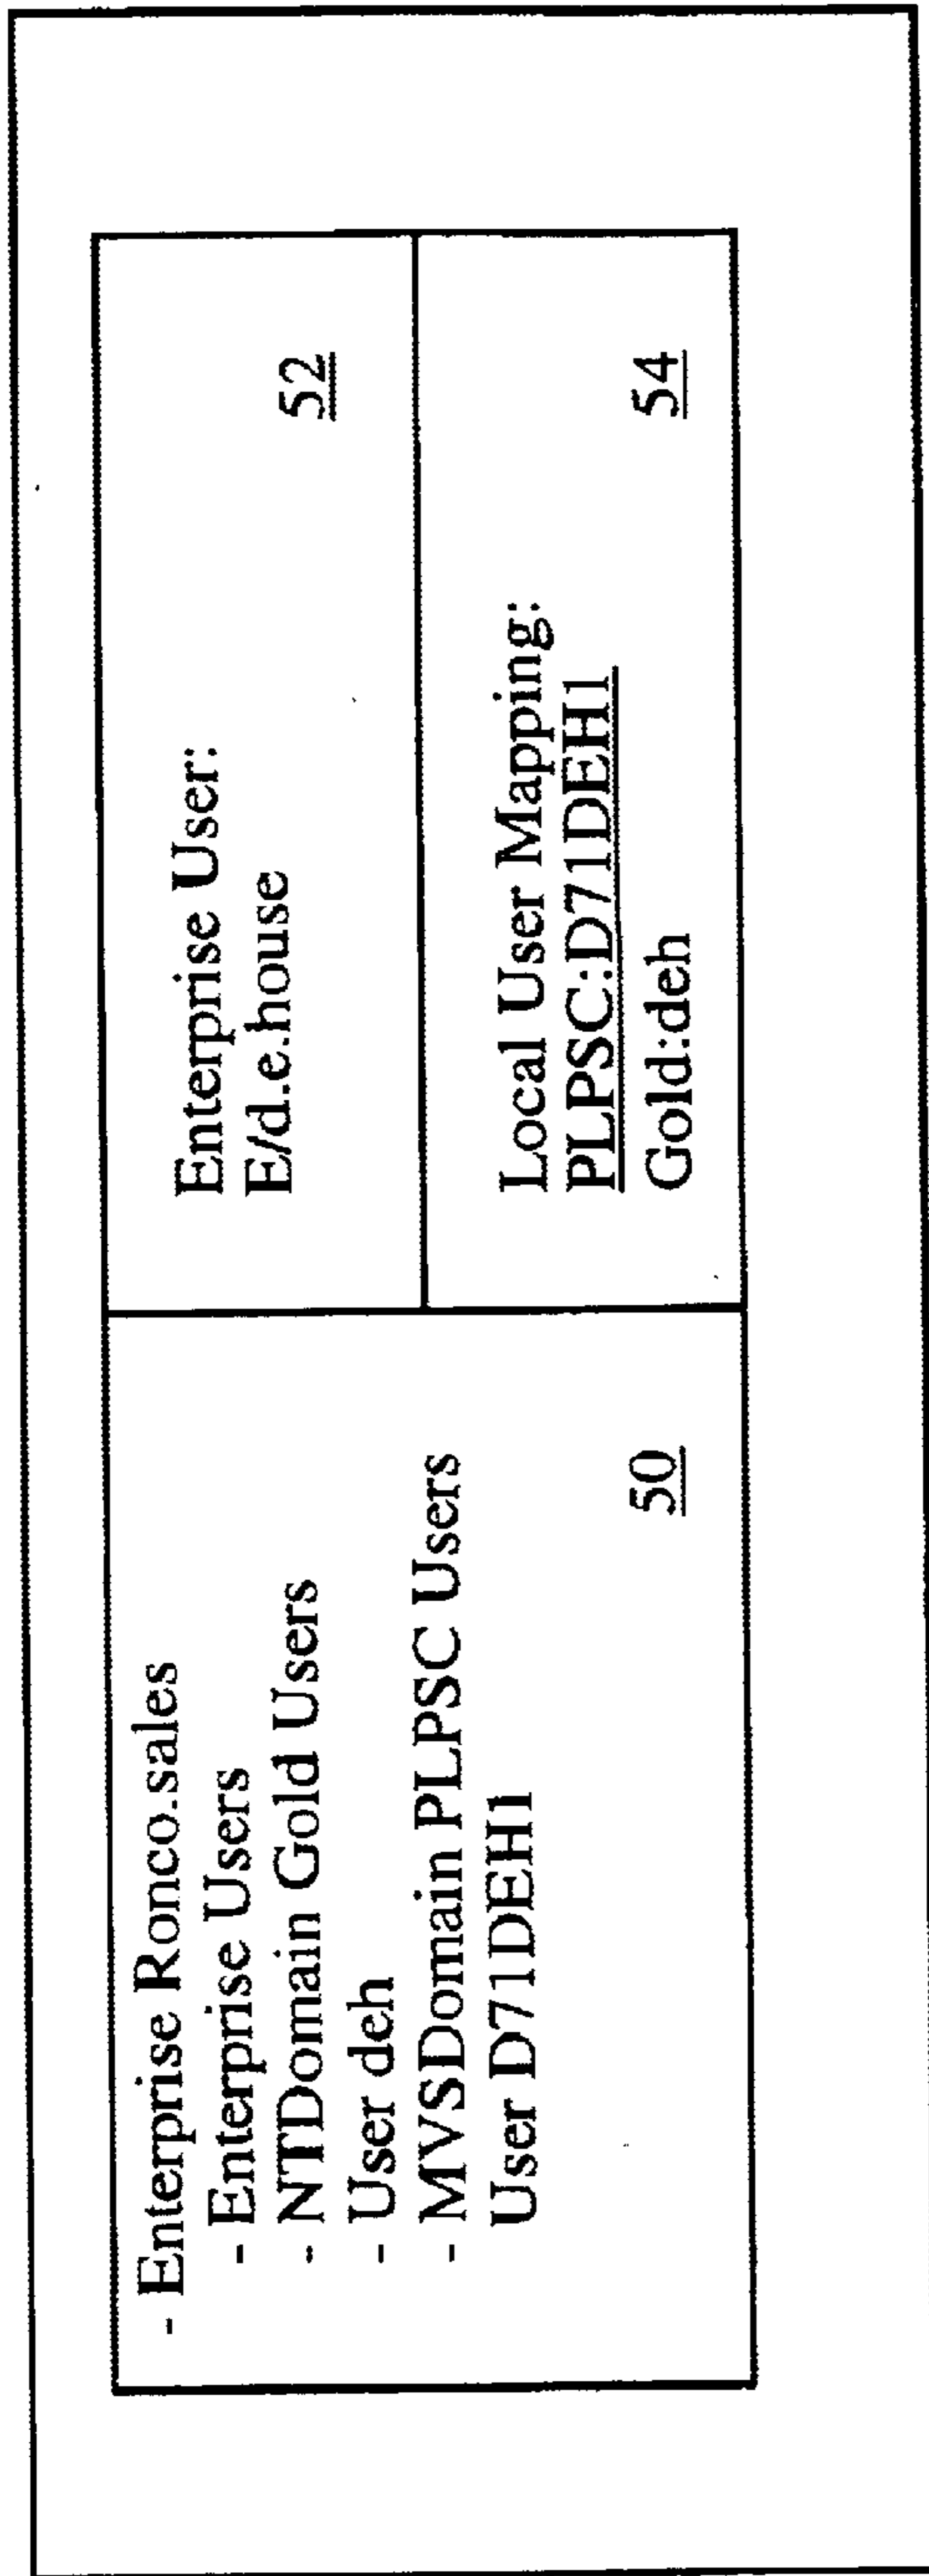 - Enterprise Ronco.sales
- Enterprise Users
- NTDomain Gold Users
- User deh
- MVSDomain PLPSC Users
User D71DEH1
50
Enterprise User:
E/d.e.house
52
Local User Mapping:
PLPSC:D71DEH1
Gold:deh
54